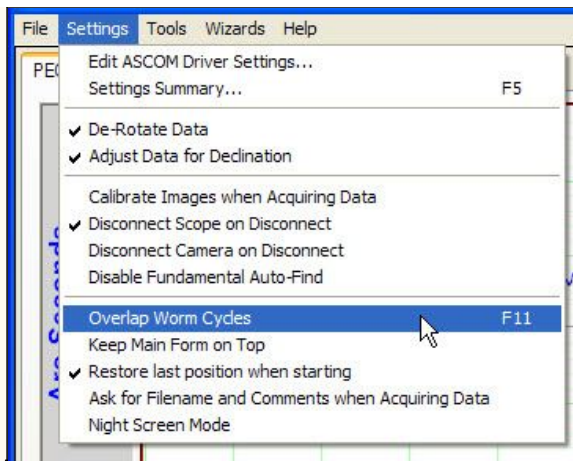 File Settings Tools Wizards Help
Edit ASCOM Driver Settings...
Settings Summary... F5
De-Rotate Data
Adjust Data for Declination
Calibrate Images when Acquiring Data
Disconnect Scope on Disconnect
Disconnect Camera on Disconnect
Disable Fundamental Auto-Find
Overlap Worm Cycles F11
Keep Main Form on Top
Restore last position when starting
Ask for Filename and Comments when Acquiring Data
Night Screen Mode